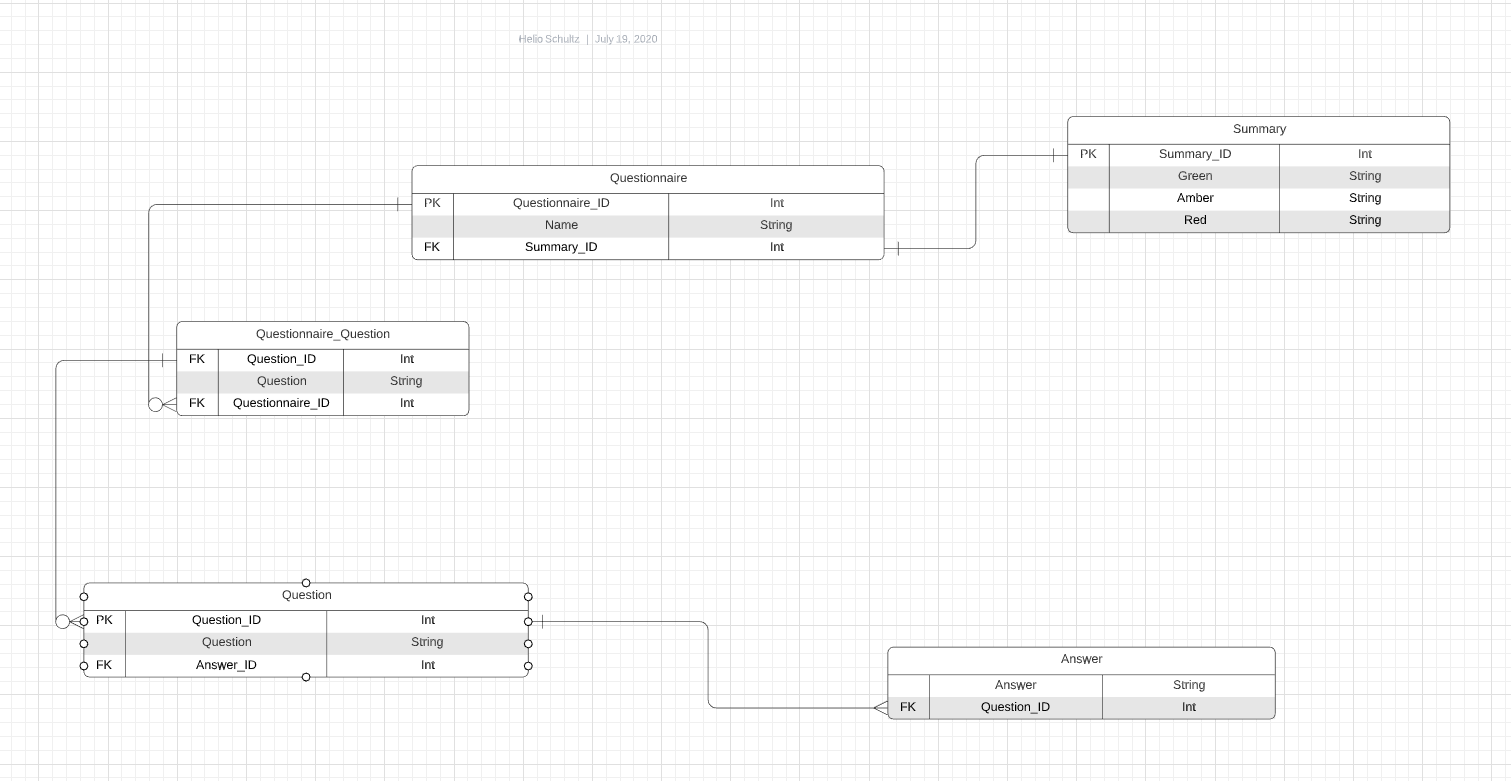 Helio Schultz | July 19, 2020
Summary
PK Summary_ID Int
Green String
Amber String
Red String
Questionnaire
PK Questionnaire_ID Int
Name String
FK Summary_ID Int
Questionnaire_Question
FK Question_ID Int
Question String
FK Questionnaire_ID Int
Question
PK Question_ID Int
Question String
FK Answer_ID Int
Answer
Answer String
FK Question_ID Int